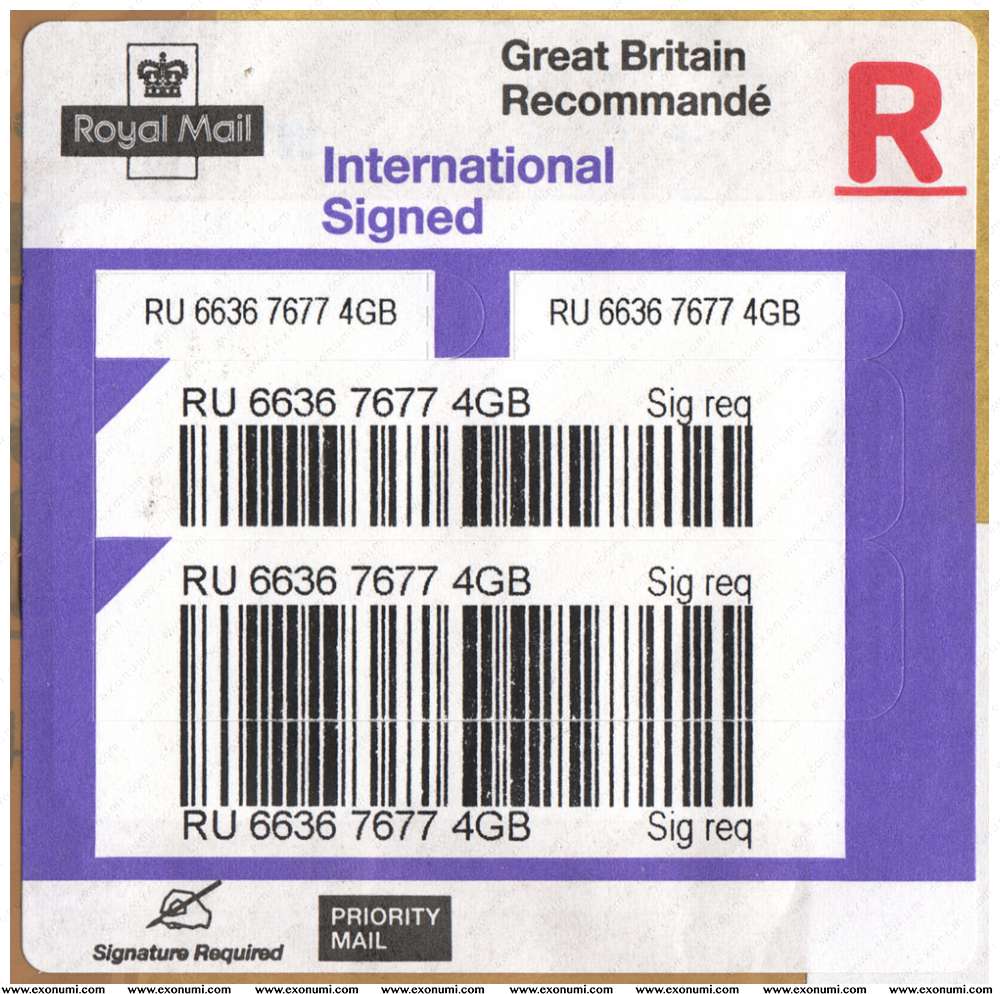 Royal Mail
Great Britain
Recommandé
R
International
Signed
RU 6636 7677 4GB
RU 6636 7677 4GB
RU 6636 7677 4GB Sig req
RU 6636 7677 4GB Sig req
RU 6636 7677 4GB Sig req
Signature Required
PRIORITY
MAIL
www.exonumi.com www.exonumi.com www.exonumi.com www.exonumi.com www.exonumi.com www.exonumi.com www.exonumi.com